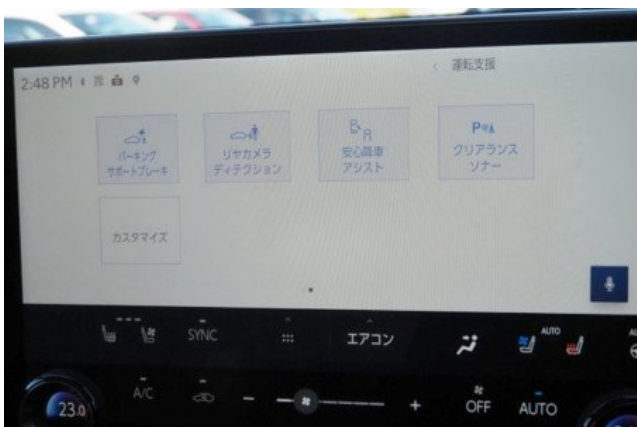 2:48 PM
運転支援
パーキング
サポートブレーキ
リヤカメラ
ディテクション
安心降車
アシスト
P
クリアランス
ソナー
カスタマイズ
SYNC
エアコン
AUTO
A/C
23.0
OFF
AUTO